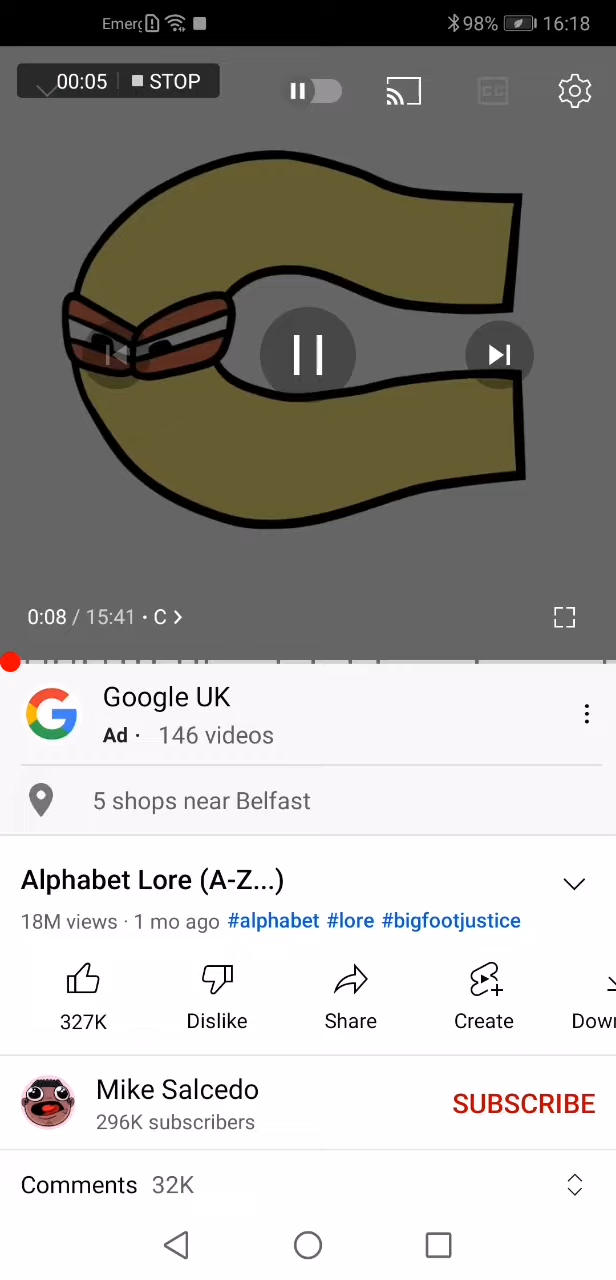 Emerg
98%
16:18
00:05
STOP
CC
0:08 / 15:41 · C
Google UK
Ad · 146 videos
5 shops near Belfast
Alphabet Lore (A-Z...)
18M views · 1 mo ago #alphabet #lore #bigfootjustice
327K
Dislike
Share
Create
Down
Mike Salcedo
SUBSCRIBE
296K subscribers
Comments 32K